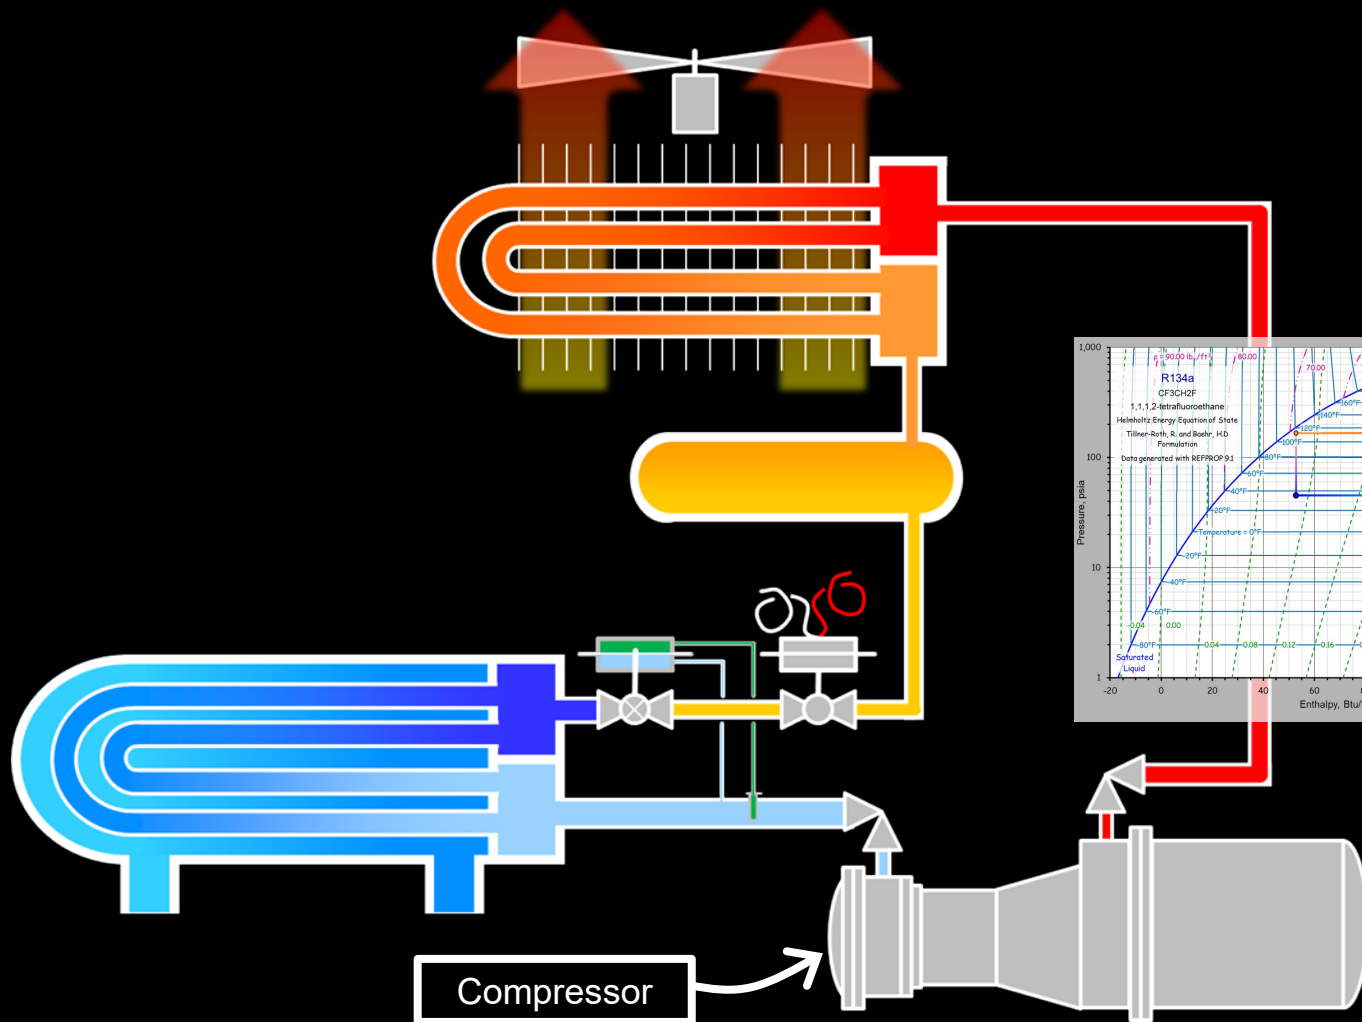 1,000
ρ = 90.00 lbm/ft³
80.00
70.00
R134a
CF3CH2F
1,1,1,2-tetrafluoroethane
Helmholtz Energy Equation of State
Tillner-Roth, R. and Baehr, H.D
Formulation
Data generated with REFPROP 9.1
160°F
140°F
120°F
100°F
100
80°F
60°F
40°F
20°F
Temperature = 0°F
-20°F
10
-40°F
-60°F
-0.04
0.00
0.04
0.08
0.12
0.16
-80°F
Saturated
Liquid
1
-20
0
20
40
60
Pressure, psia
Enthalpy, Btu/
Compressor